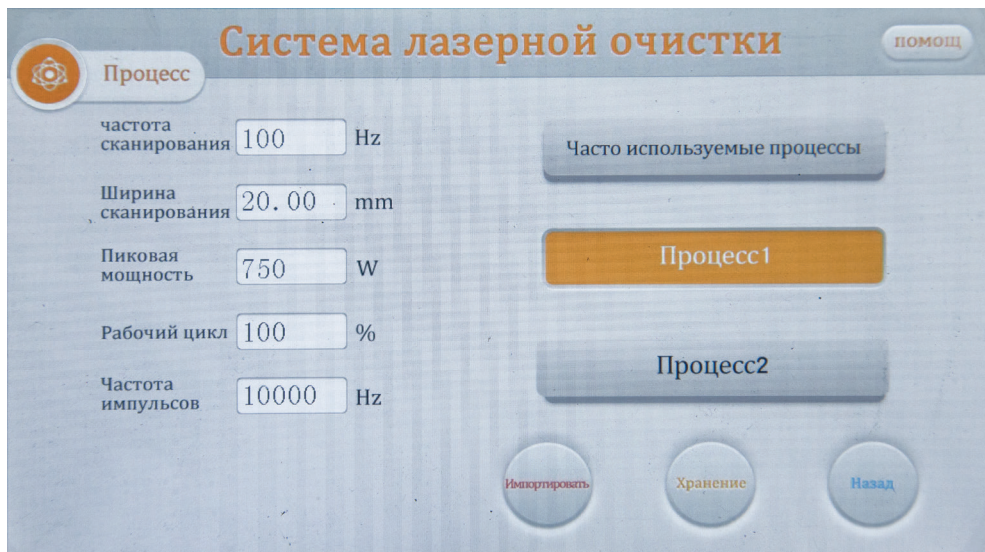 Система лазерной очистки
помощ
Процесс
частота
сканирования 100 Hz
Часто используемые процессы
Ширина
сканирования 20.00 mm
Пиковая
мощность 750 W
Процесс1
Рабочий цикл 100 %
Процесс2
Частота
импульсов 10000 Hz
Импортировать
Хранение
Назад